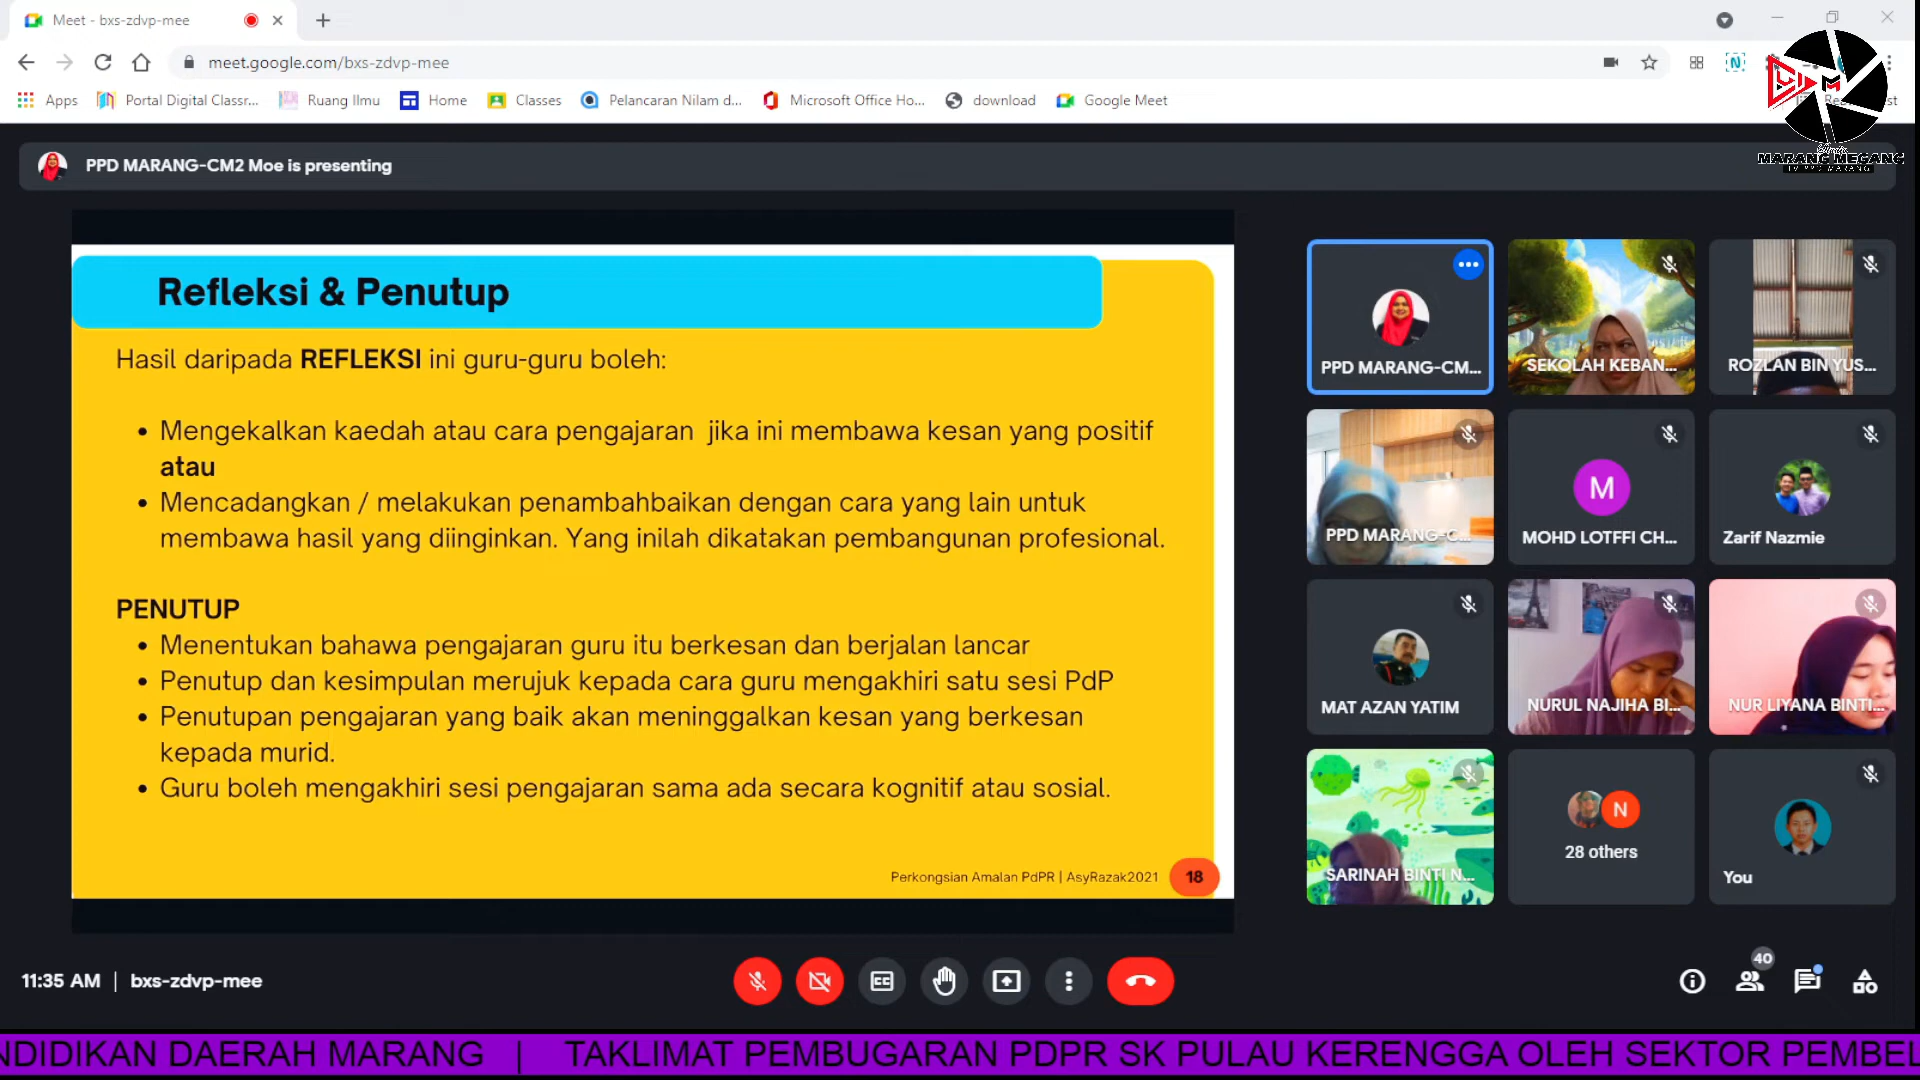 Meet - bxs-zdvp-mee
meet.google.com/bxs-zdvp-mee
Apps
Portal Digital Classr...
Ruang Ilmu
Home
Classes
Pelancaran Nilam d...
Microsoft Office Ho...
download
Google Meet
MARANG MEGANG
PPD MARANG-CM2 Moe is presenting
Refleksi & Penutup
Hasil daripada REFLEKSI ini guru-guru boleh:
• Mengekalkan kaedah atau cara pengajaran jika ini membawa kesan yang positif
atau
• Mencadangkan / melakukan penambahbaikan dengan cara yang lain untuk
membawa hasil yang diinginkan. Yang inilah dikatakan pembangunan profesional.
PENUTUP
• Menentukan bahawa pengajaran guru itu berkesan dan berjalan lancar
• Penutup dan kesimpulan merujuk kepada cara guru mengakhiri satu sesi PdP
• Penutupan pengajaran yang baik akan meninggalkan kesan yang berkesan
kepada murid.
• Guru boleh mengakhiri sesi pengajaran sama ada secara kognitif atau sosial.
Perkongsian Amalan PdPR | AsyRazak2021 18
PPD MARANG-CM...
SEKOLAH KEBAN...
ROZLAN BIN YUS...
PPD MARANG-C...
M
MOHD LOTFFI CH...
Zarif Nazmie
MAT AZAN YATIM
NURUL NAJIHA BI...
NUR LIYANA BINTI...
SARINAH BINTI N...
N
28 others
You
11:35 AM | bxs-zdvp-mee
CC
40
NDIDIKAN DAERAH MARANG | TAKLIMAT PEMBUGARAN PDPR SK PULAU KERENGGA OLEH SEKTOR PEMBEL